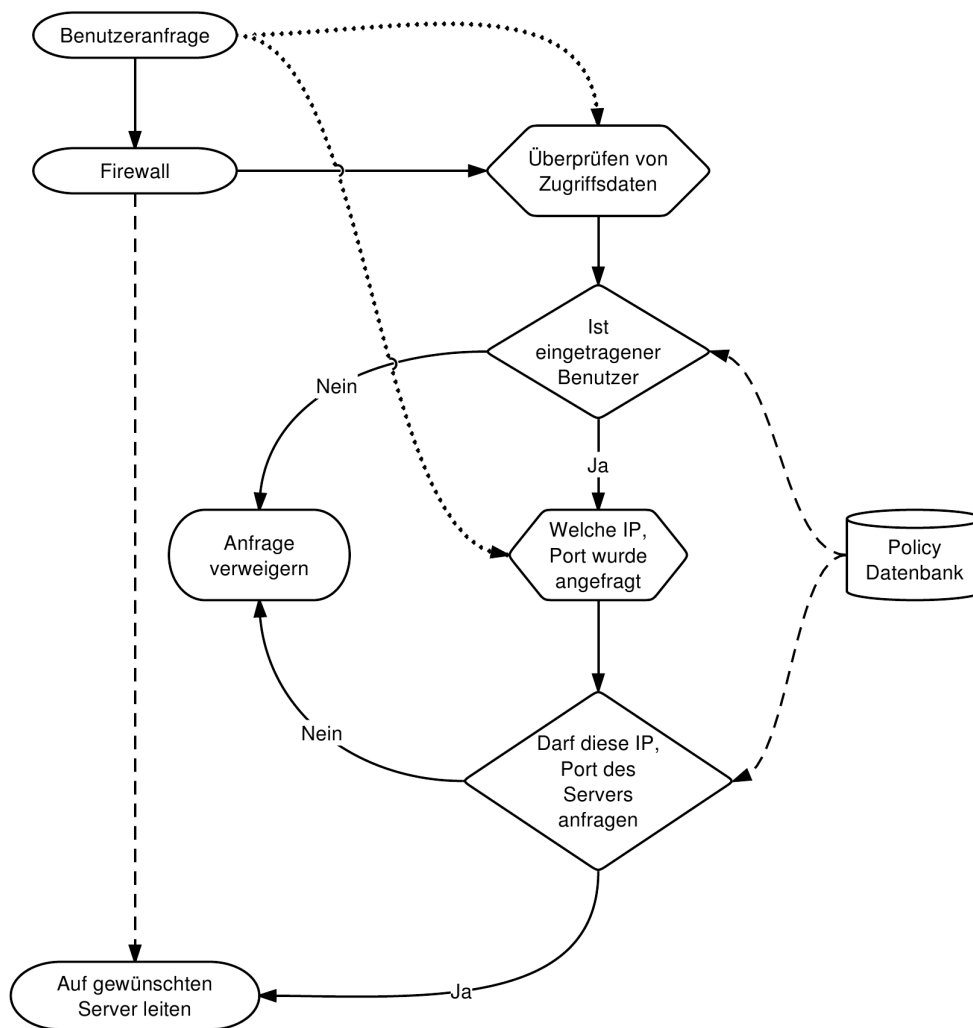 Benutzeranfrage
Firewall
Überprüfen von
Zugriffsdaten
Ist
eingetragener
Benutzer
Nein
Ja
Anfrage
verweigern
Welche IP,
Port wurde
angefragt
Policy
Datenbank
Nein
Darf diese IP,
Port des
Servers
anfragen
Auf gewünschten
Server leiten
Ja